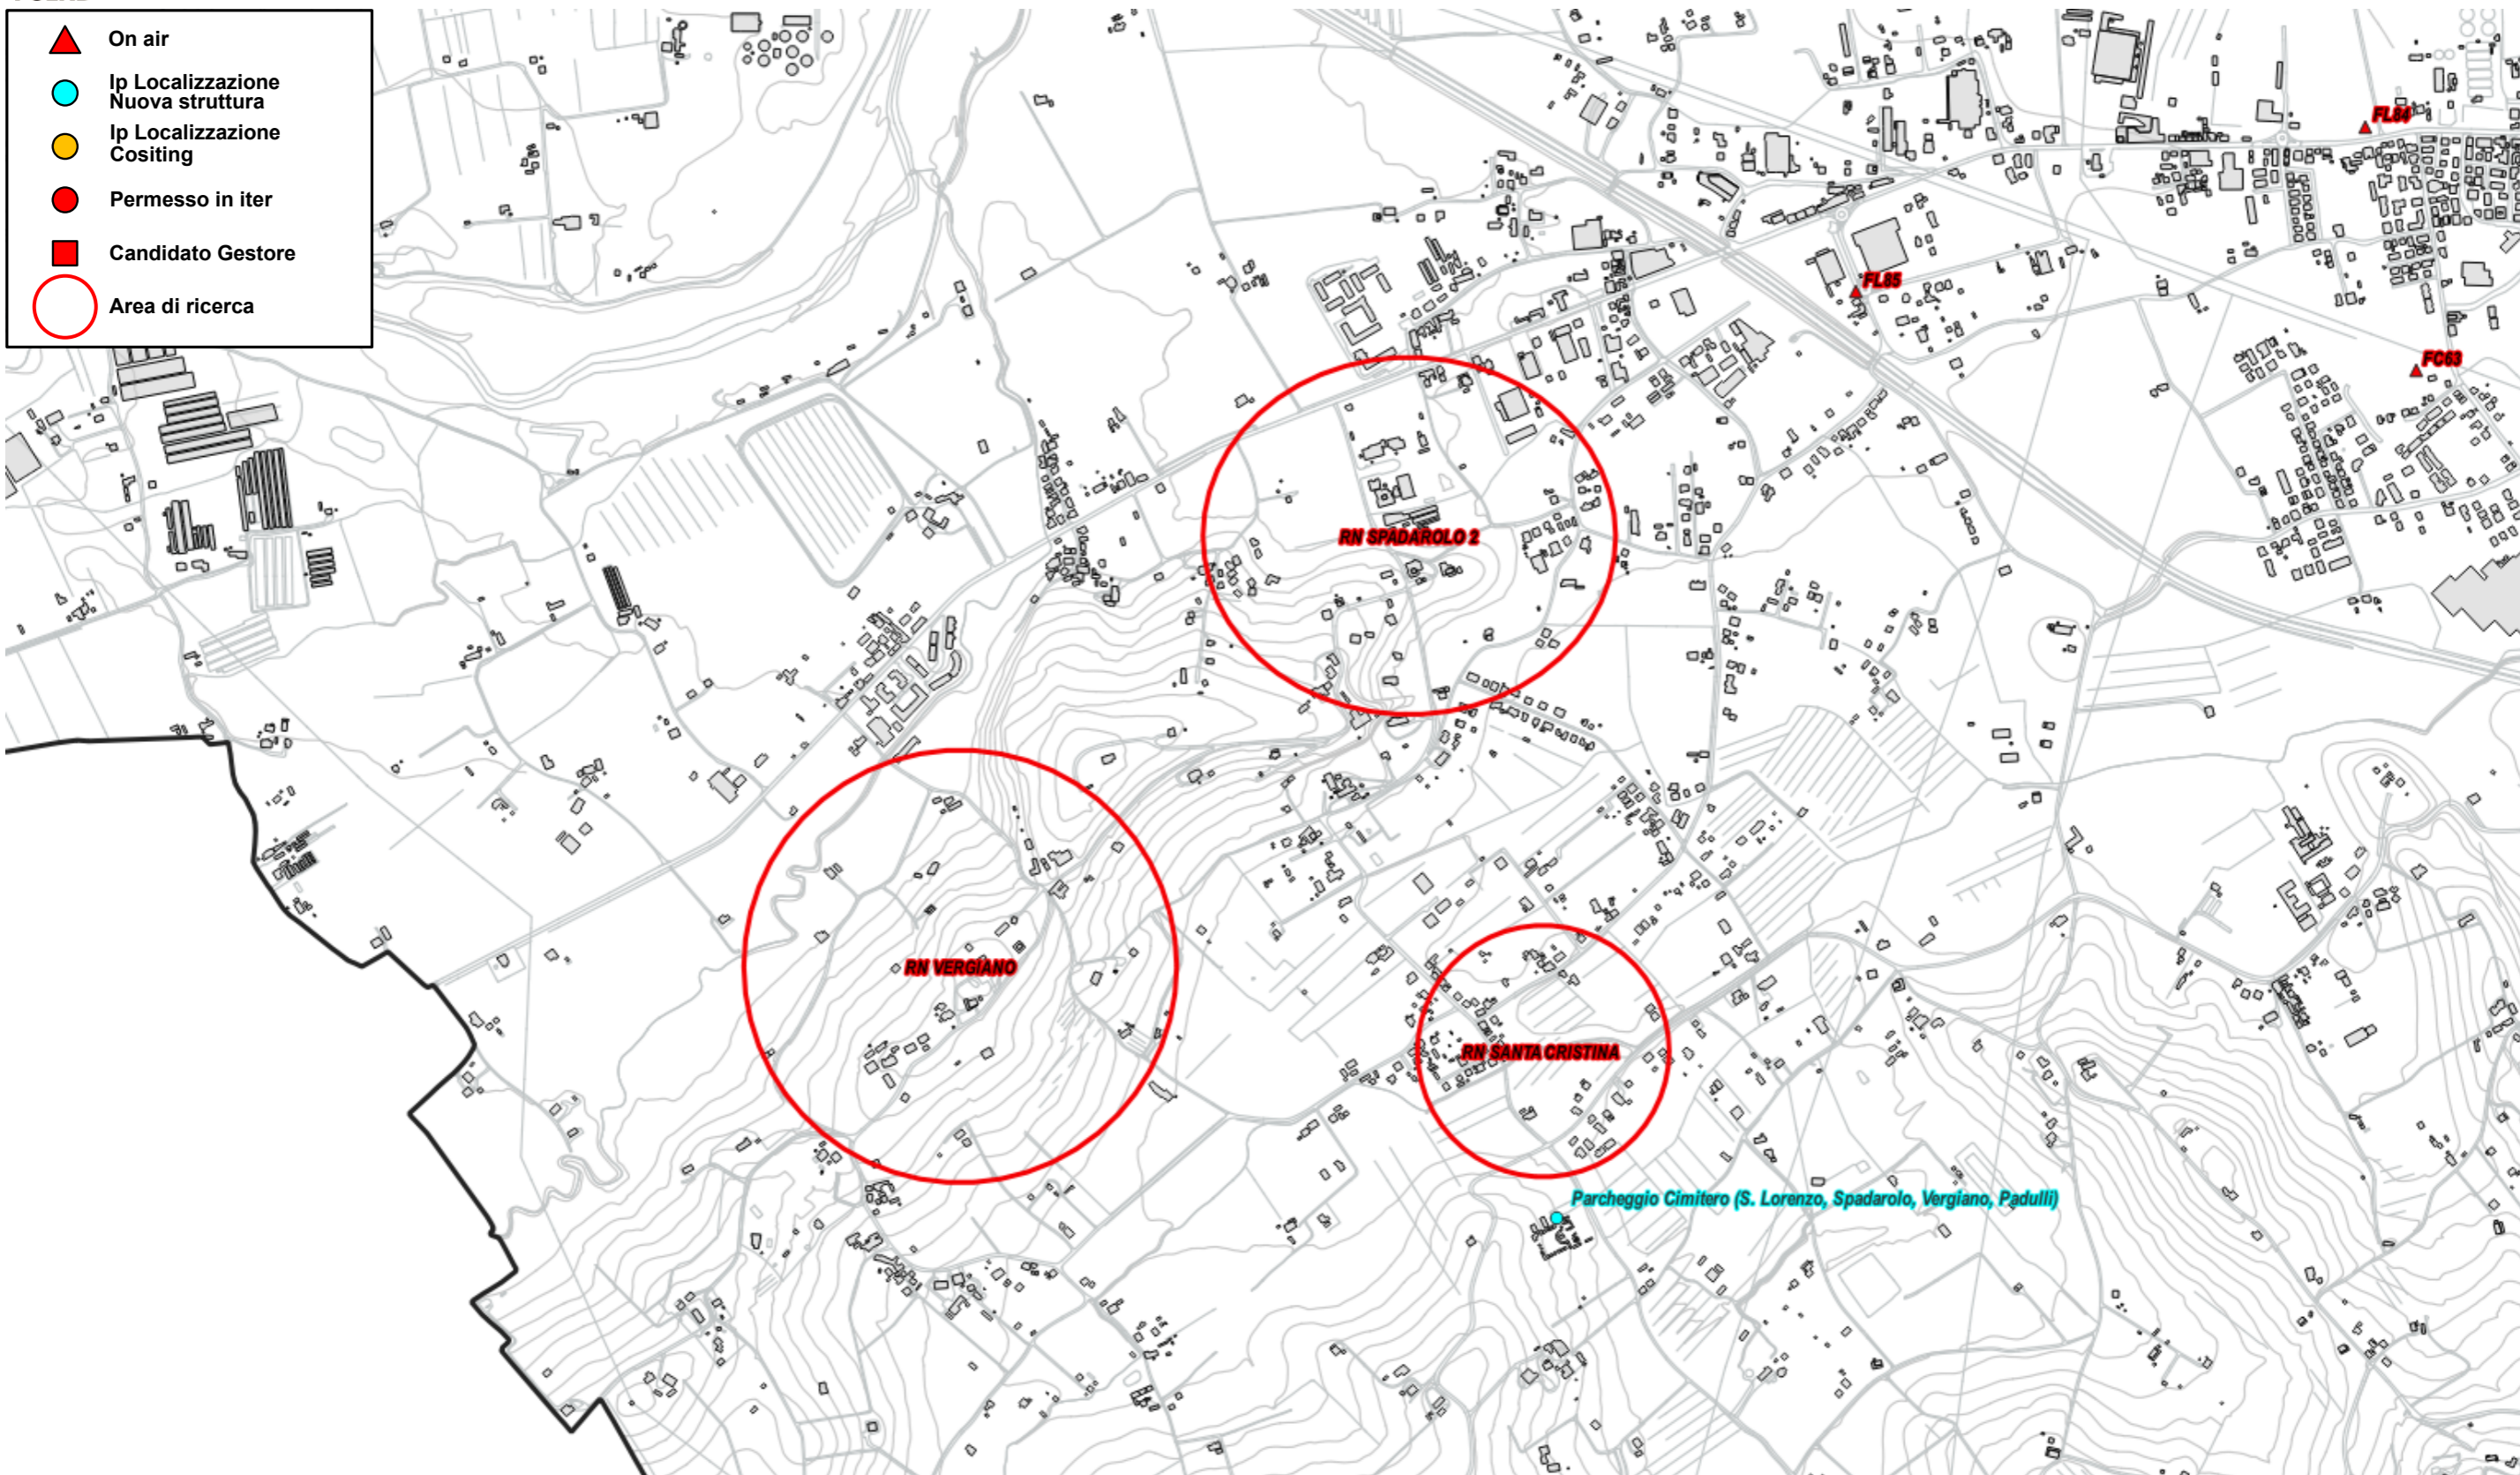 On air
Ip Localizzazione
Nuova struttura
Ip Localizzazione
Cositing
Permesso in iter
Candidato Gestore
Area di ricerca
FL84
FL85
FC63
RN SPADAROLO 2
RN VERGIANO
RN SANTA CRISTINA
Parcheggio Cimitero (S. Lorenzo, Spadarolo, Vergiano, Padulli)